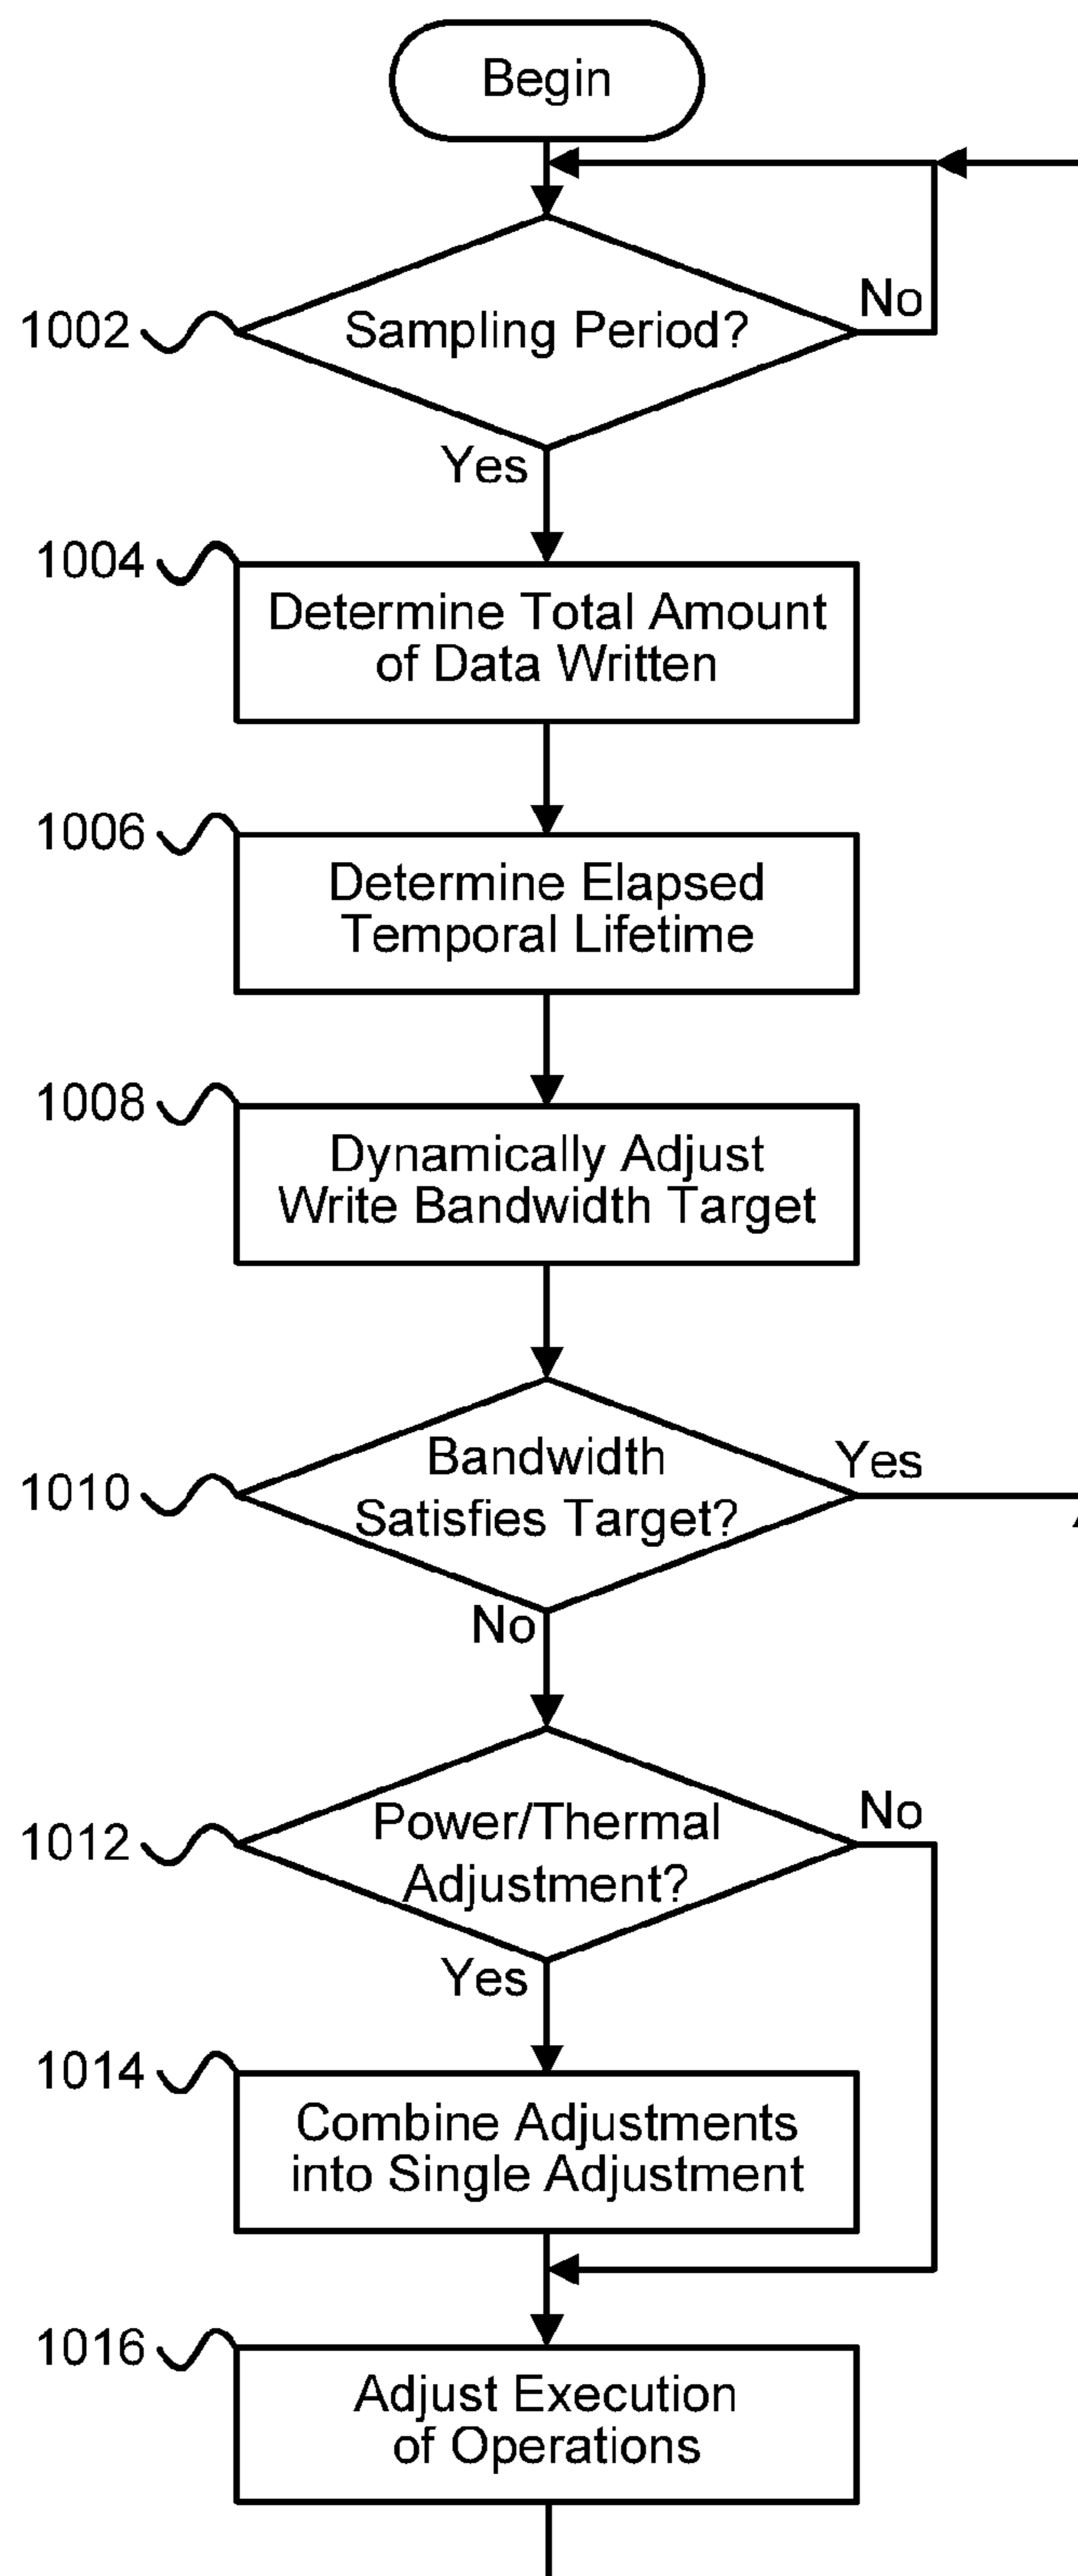 Begin
No
1002
Sampling Period?
Yes
1004
Determine Total Amount
of Data Written
1006
Determine Elapsed
Temporal Lifetime
1008
Dynamically Adjust
Write Bandwidth Target
Bandwidth
Yes
1010
Satisfies Target?
No
Power/Thermal
No
1012
Adjustment?
Yes
1014
Combine Adjustments
into Single Adjustment
1016
Adjust Execution
of Operations